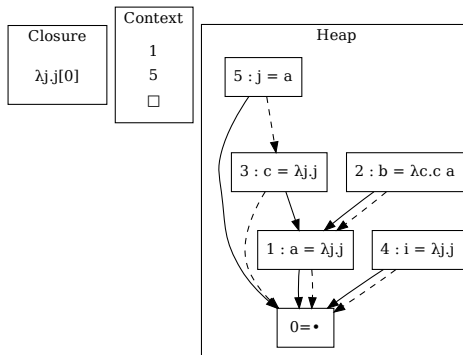 Closure
λj.j[0]
Context
1
5
□
Heap
5 : j = a
3 : c = λj.j
2 : b = λc.c a
1 : a = λj.j
4 : i = λj.j
0=•